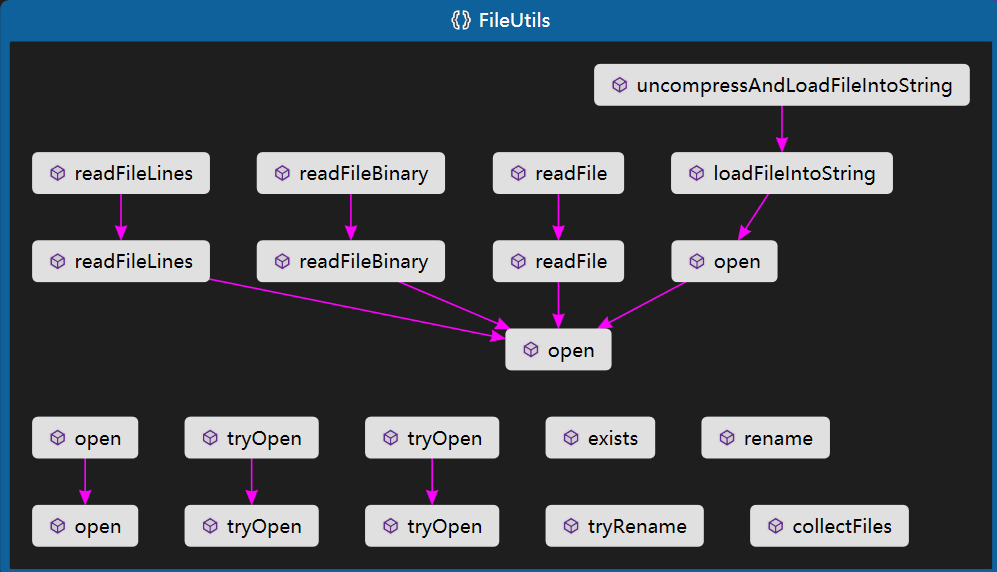 FileUtils
uncompressAndLoadFileIntoString
readFileLines
readFileBinary
readFile
loadFileIntoString
readFileLines
readFileBinary
readFile
open
open
open
tryOpen
tryOpen
exists
rename
open
tryOpen
tryOpen
tryRename
collectFiles